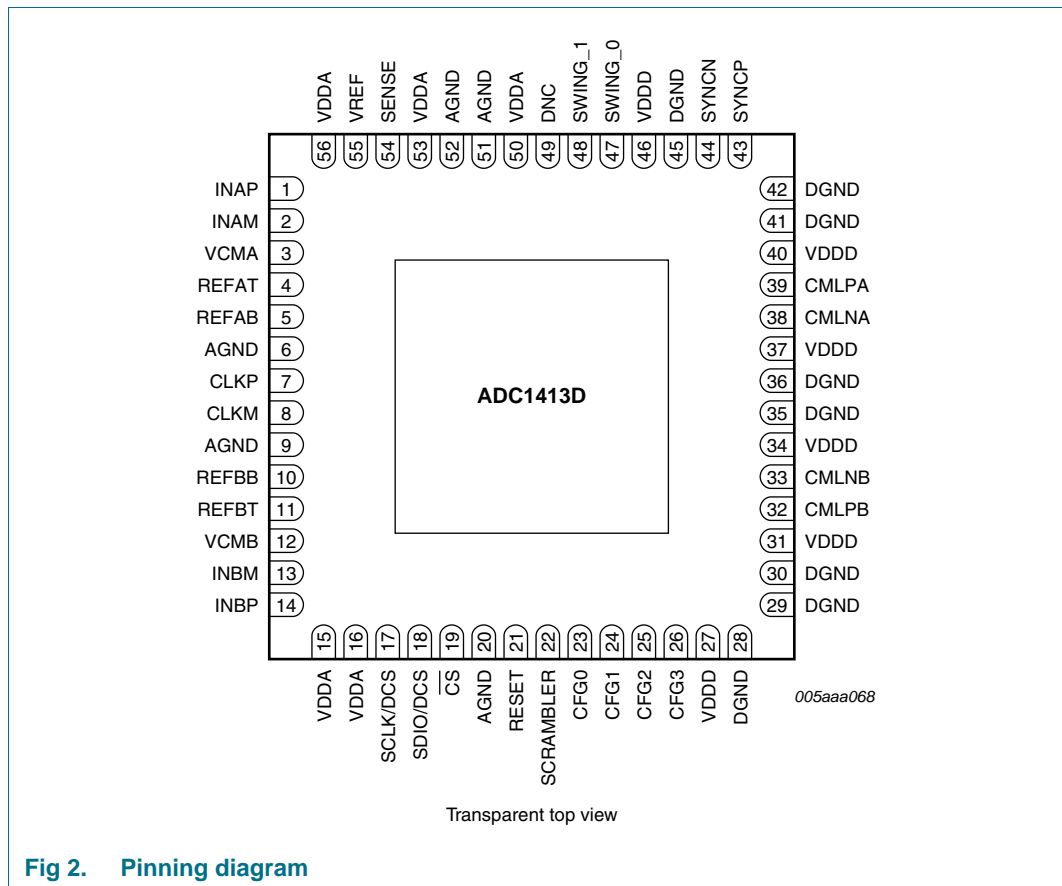 VDDA
VREF
SENSE
VDDA
AGND
AGND
VDDA
DNC
SWING_1
SWING_0
VDDD
DGND
SYNCN
SYNCP
56
55
54
53
52
51
50
49
48
47
46
45
44
43
INAP 1
INAM 2
VCMA 3
REFAT 4
REFAB 5
AGND 6
CLKP 7
CLKM 8
AGND 9
REFBB 10
REFBT 11
VCMB 12
INBM 13
INBP 14
ADC1413D
42 DGND
41 DGND
40 VDDD
39 CMLPA
38 CMLNA
37 VDDD
36 DGND
35 DGND
34 VDDD
33 CMLNB
32 CMLPB
31 VDDD
30 DGND
29 DGND
15
16
17
18
19
20
21
22
23
24
25
26
27
28
VDDA
VDDA
SCLK/DCS
SDIO/DCS
CS
AGND
RESET
SCRAMBLER
CFG0
CFG1
CFG2
CFG3
VDDD
DGND
005aaa068
Transparent top view
Fig 2. Pinning diagram